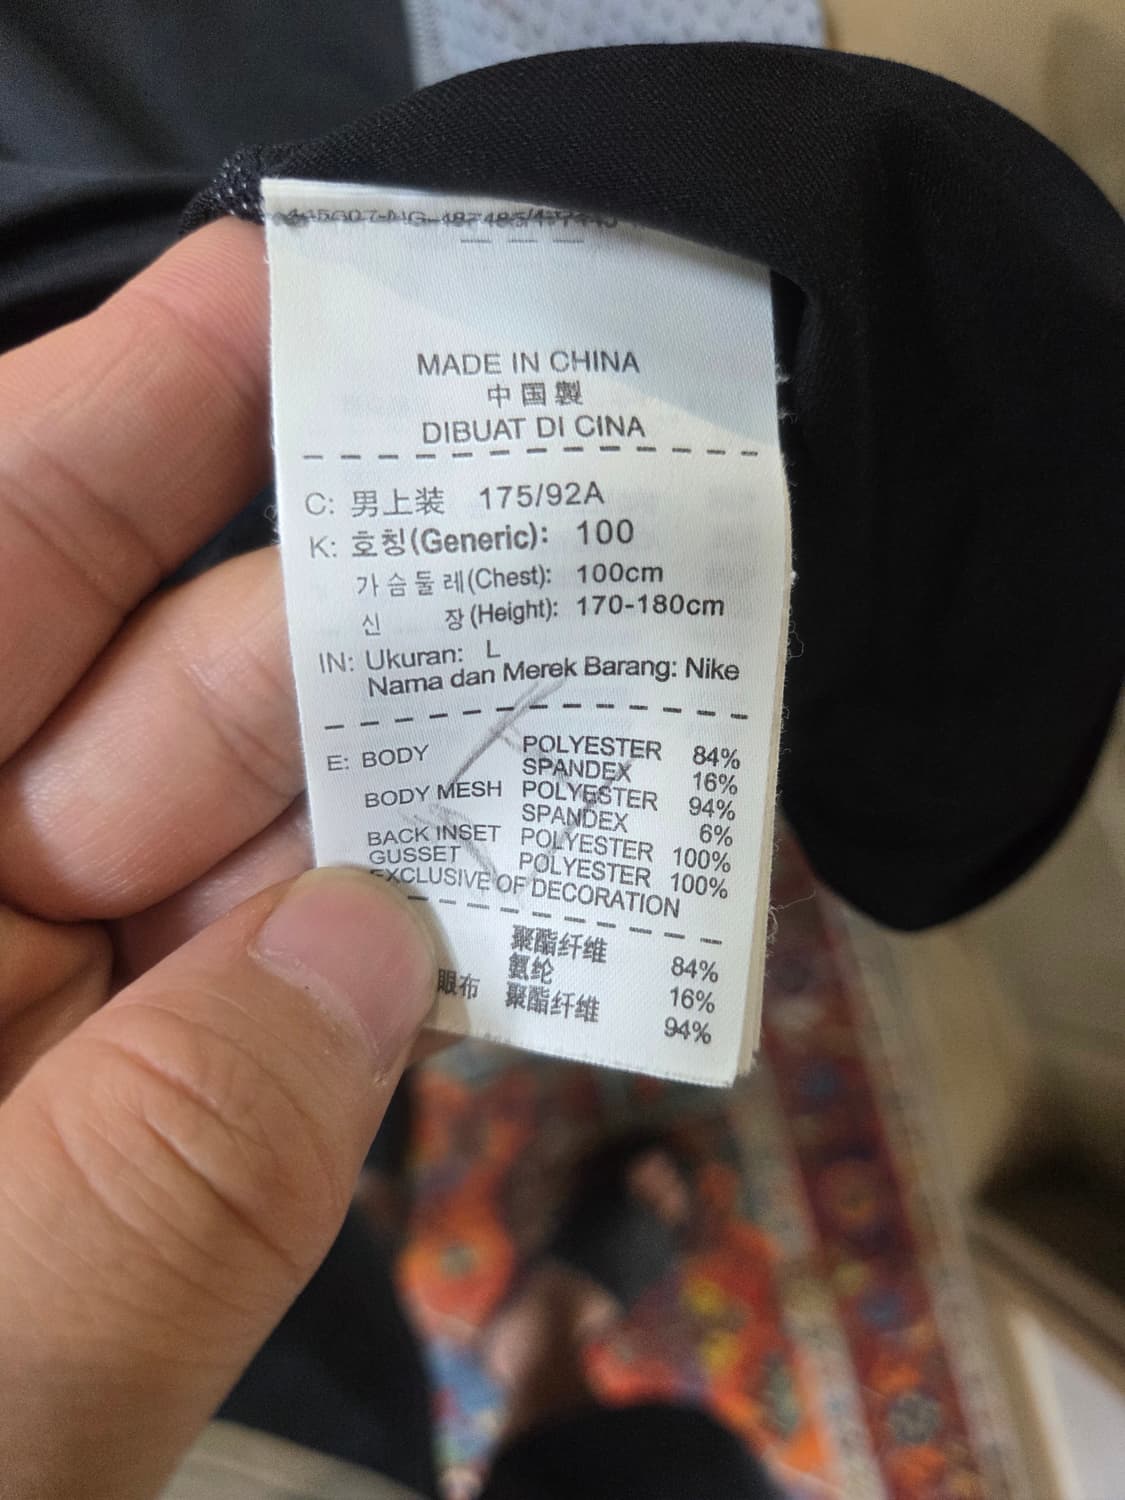 MADE IN CHINA
中国製
DIBUAT DI CINA
C: 男上装 175/92A
K: 호칭(Generic): 100
가슴둘레(Chest): 100cm
신 장(Height): 170-180cm
IN: Ukuran: L
Nama dan Merek Barang: Nike
E: BODY POLYESTER 84%
SPANDEX 16%
BODY MESH POLYESTER 94%
SPANDEX 6%
BACK INSET POLYESTER 100%
GUSSET POLYESTER 100%
EXCLUSIVE OF DECORATION
聚酯纤维 84%
氨纶 16%
眼布 聚酯纤维 94%